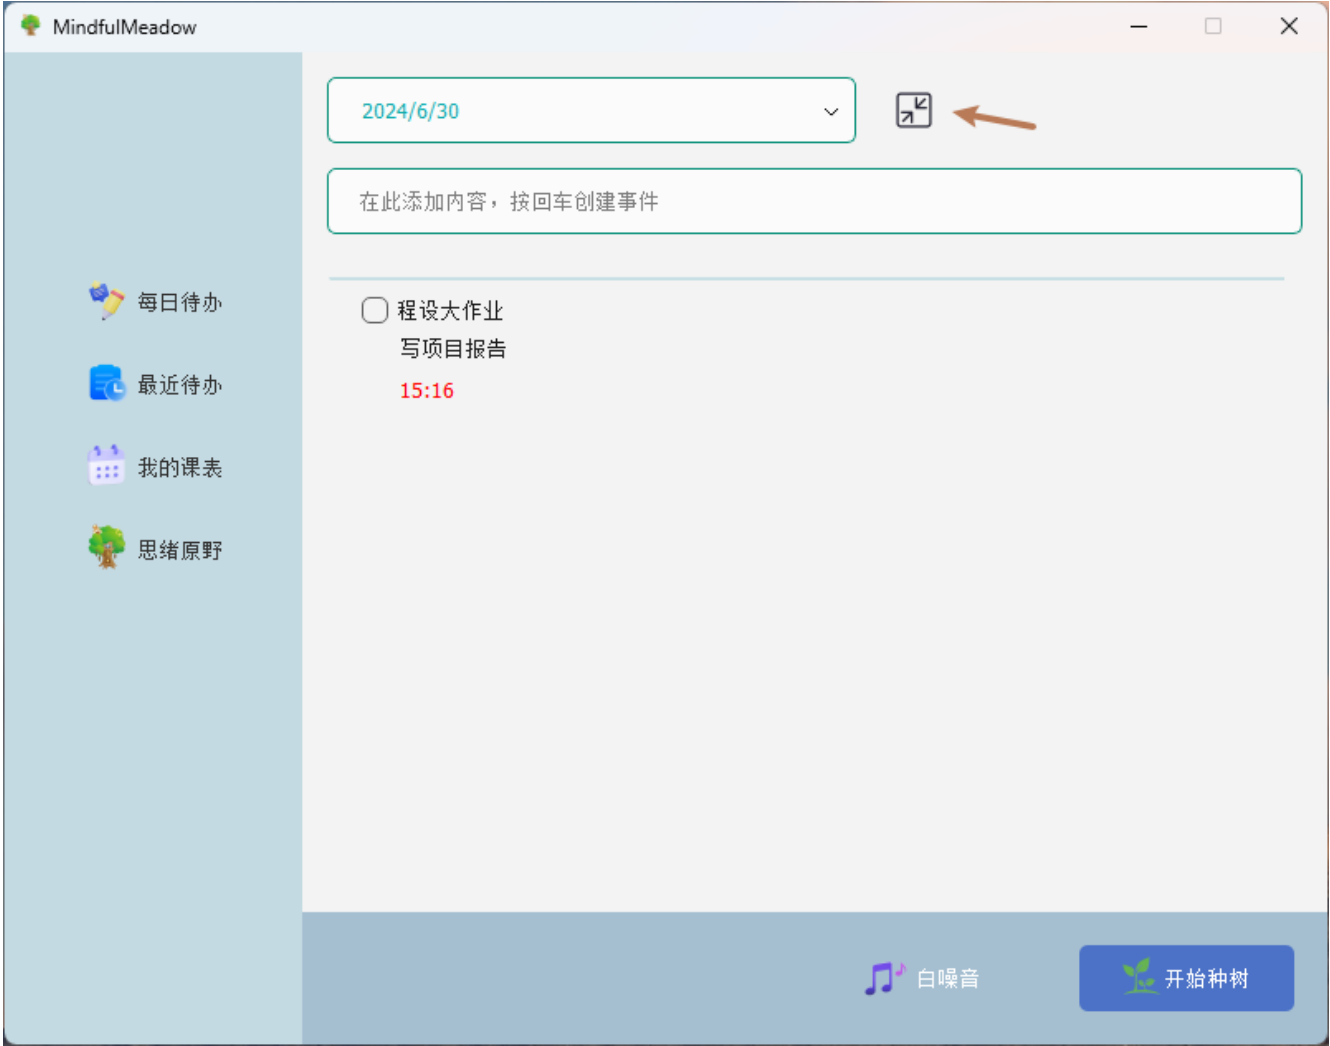 MindfulMeadow
2024/6/30
在此添加内容，按回车创建事件
每日待办
最近待办
我的课表
思绪原野
程设大作业
写项目报告
15:16
白噪音
开始种树